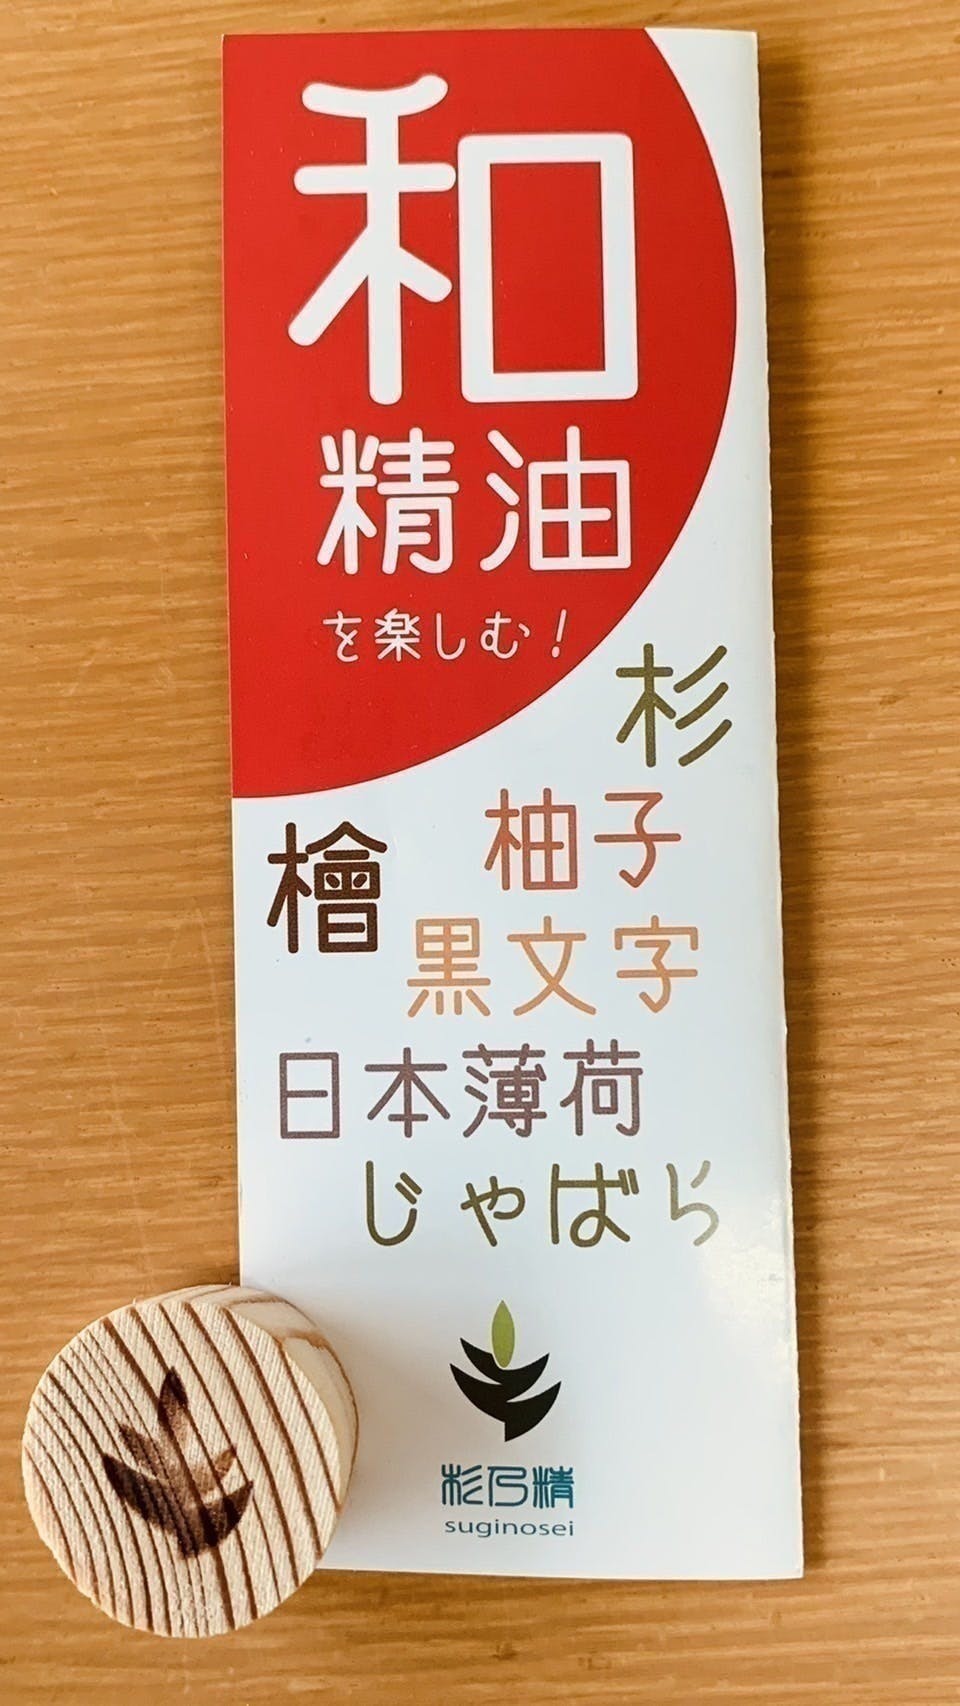 和
精油
を楽しむ！
杉
柚子
檜
黒文字
日本薄荷
じゃばら
杉乃精
suginosei